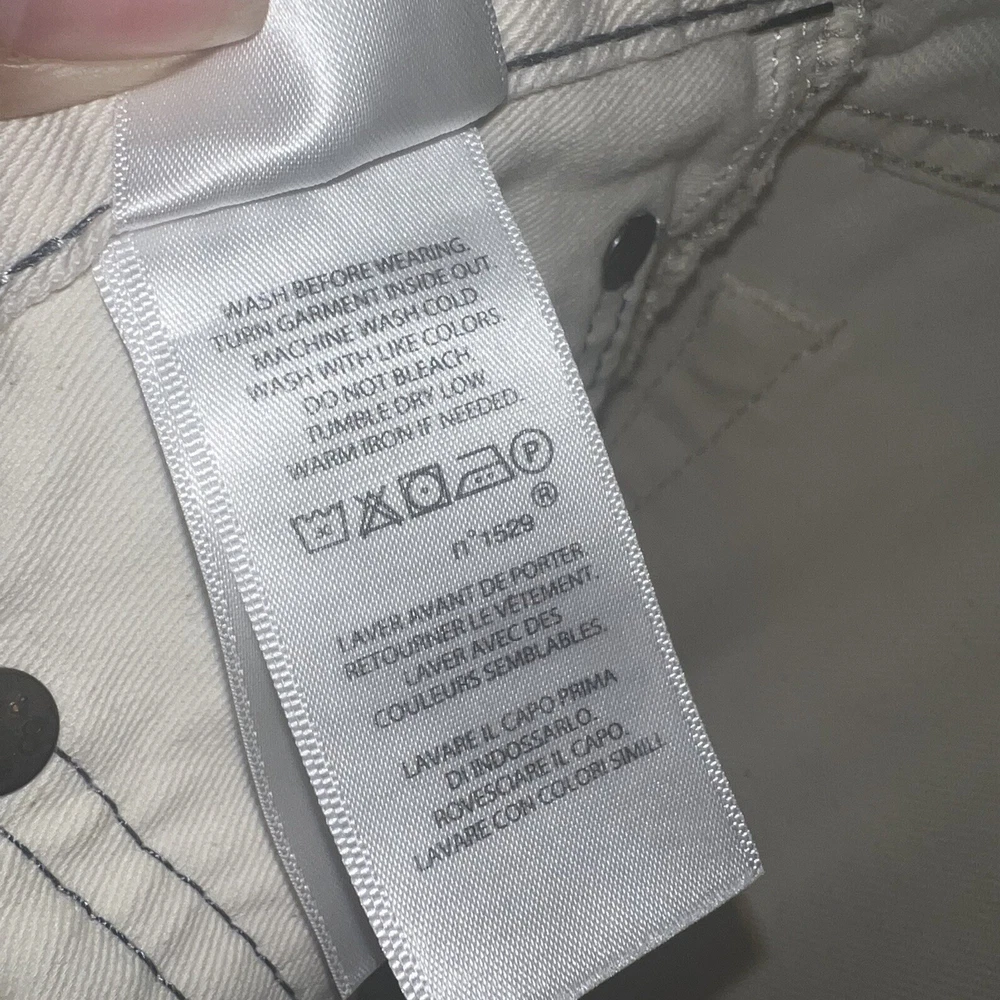 WASH BEFORE WEARING.
TURN GARMENT INSIDE OUT.
MACHINE WASH COLD
WASH WITH LIKE COLORS.
DO NOT BLEACH.
TUMBLE DRY LOW.
WARM IRON IF NEEDED.
P
n°1529 ®
LAVER AVANT DE PORTER
RETOURNER LE VETEMENT.
LAVER AVEC DES
COULEURS SEMBLABLES.
LAVARE IL CAPO PRIMA
DI INDOSSARLO.
ROVESCIARE IL CAPO.
LAVARE CON COLORI SIMILI